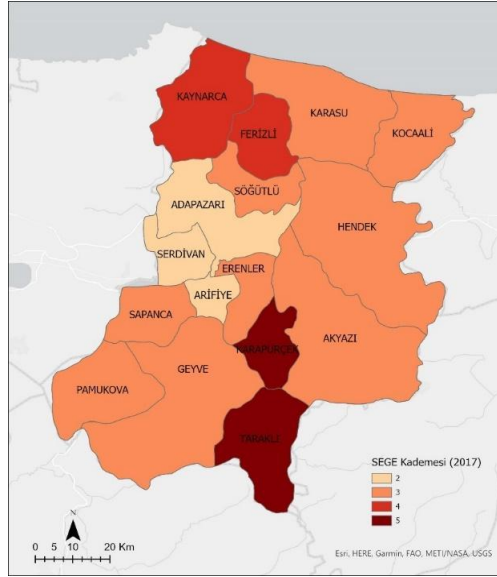 KAYNARCA
KARASU
FERİZLİ
KOCAALİ
SÖĞÜTLÜ
ADAPAZARI
HENDEK
SERDİVAN
ERENLER
ARİFİYE
SAPANCA
KARAPÜRÇEK
AKYAZI
GEYVE
PAMUKOVA
TARAKLI
SEGE Kademesi (2017)
2
3
4
5
N
0 5 10 20 Km
Esri, HERE, Garmin, FAO, METI/NASA, USGS